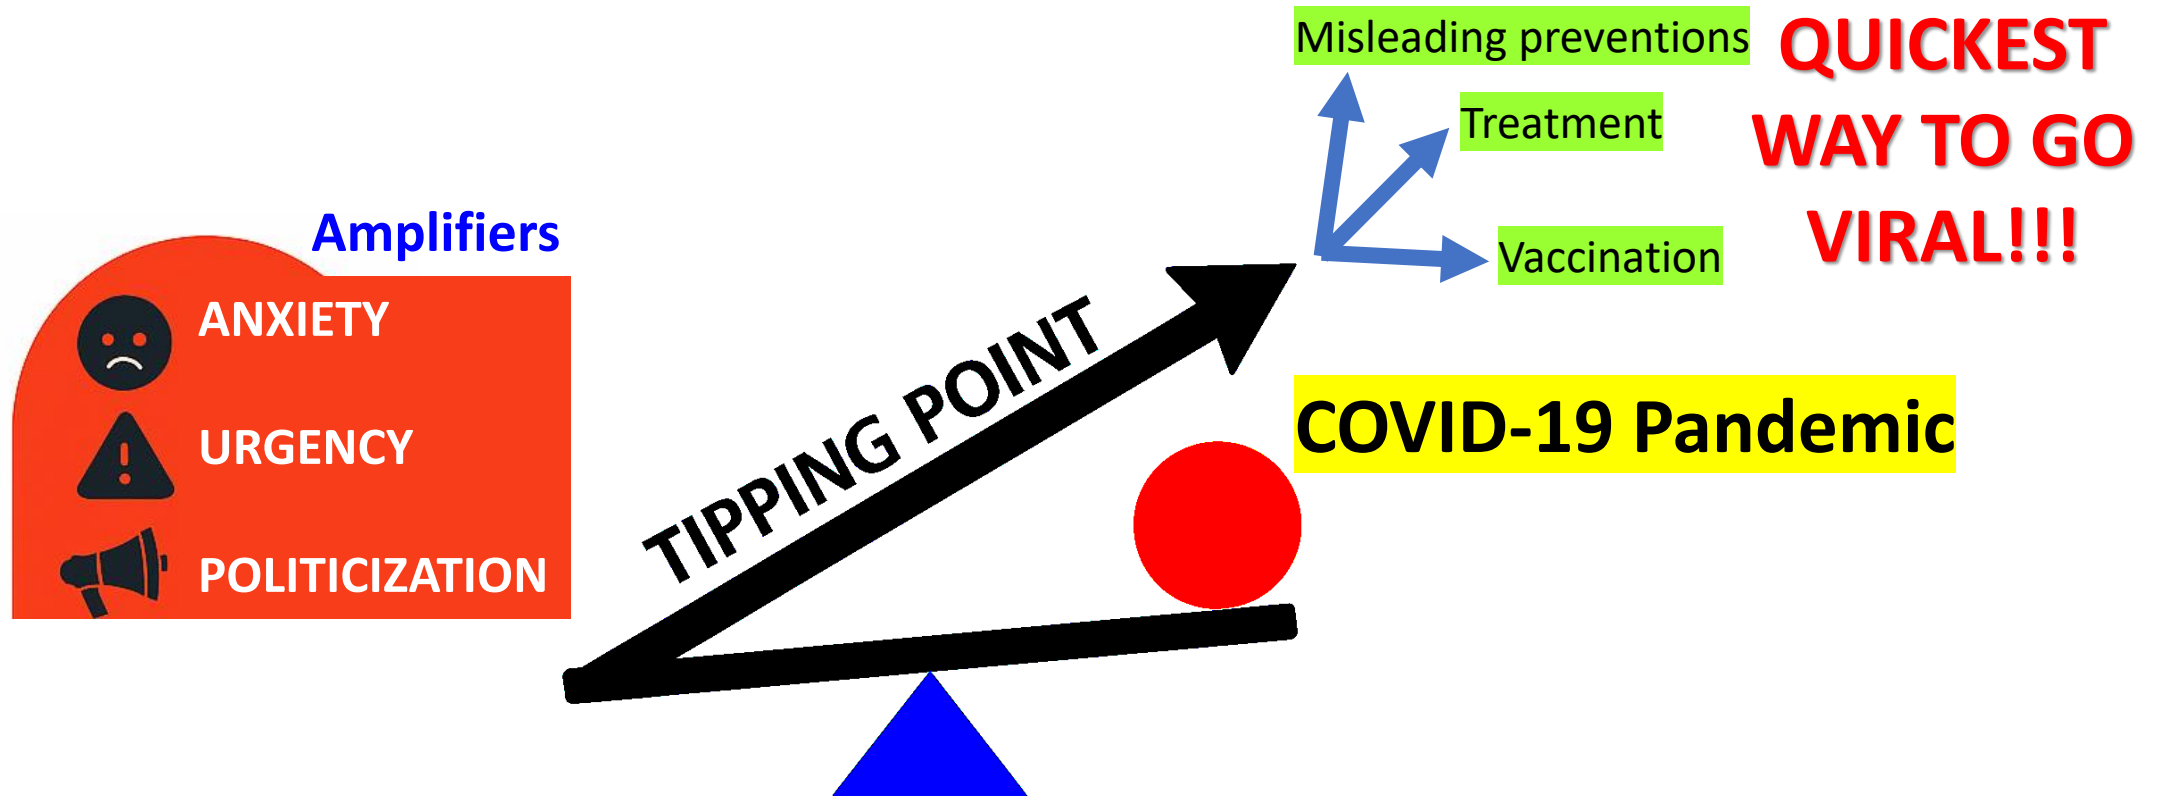 Amplifiers
ANXIETY
URGENCY
POLITICIZATION
TIPPING POINT
Misleading preventions
Treatment
Vaccination
QUICKEST
WAY TO GO
VIRAL!!!
COVID-19 Pandemic